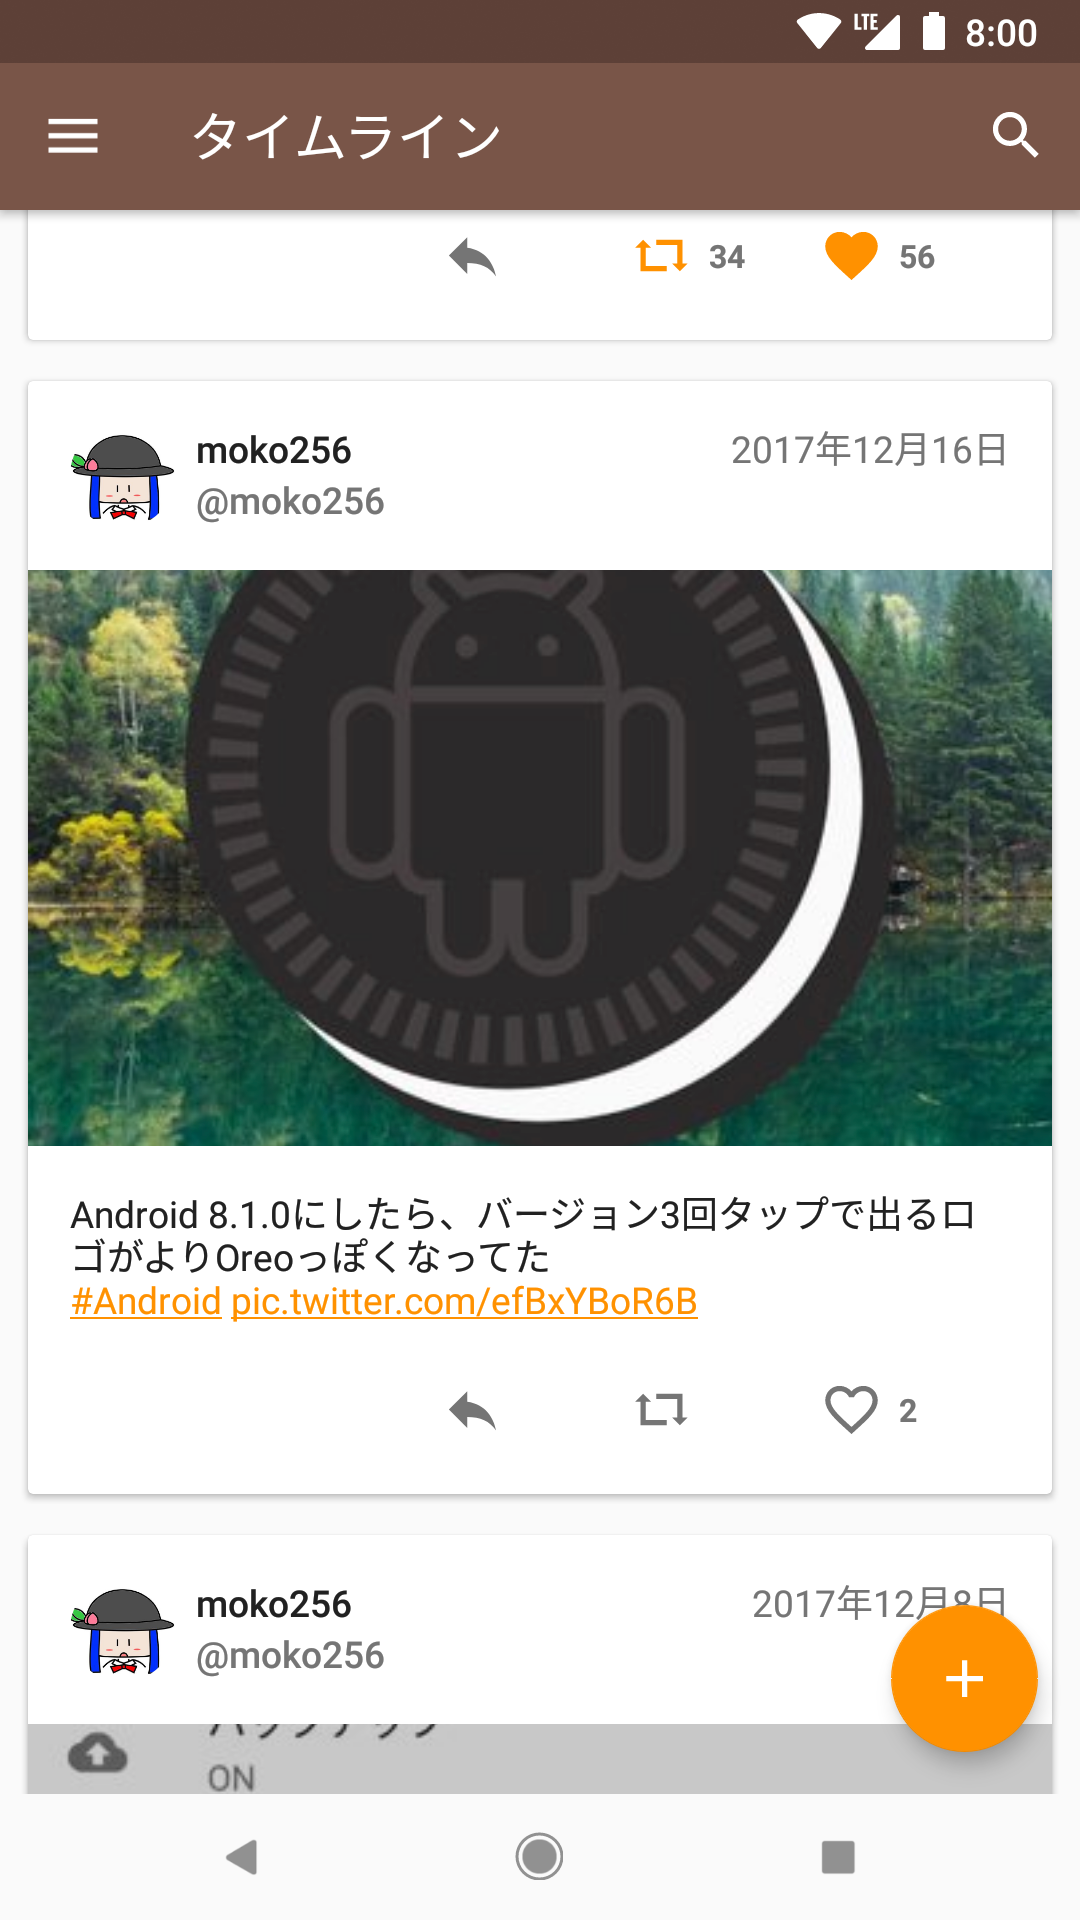 LTE 8:00
タイムライン
34 56
moko256 2017年12月16日
@moko256
Android 8.1.0にしたら、バージョン3回タップで出るロ
ゴがよりOreoっぽくなってた
#Android pic.twitter.com/efBxYBoR6B
2
moko256 2017年12月8日
@moko256
ON